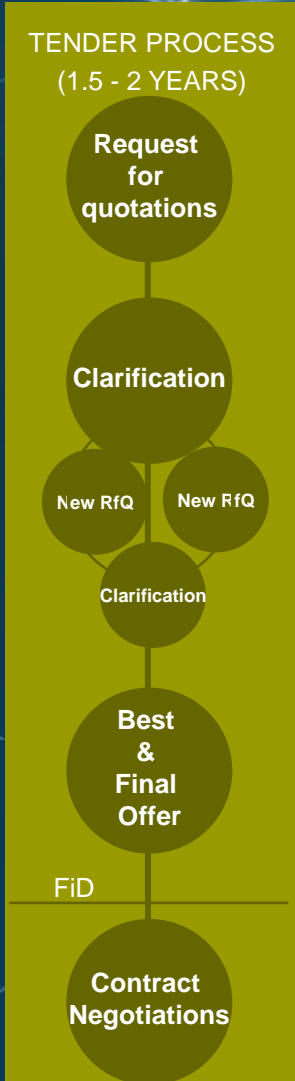 TENDER PROCESS
(1.5 - 2 YEARS)
Request
for
quotations
Clarification
New RfQ
New RfQ
Clarification
Best
&
Final
Offer
FiD
Contract
Negotiations